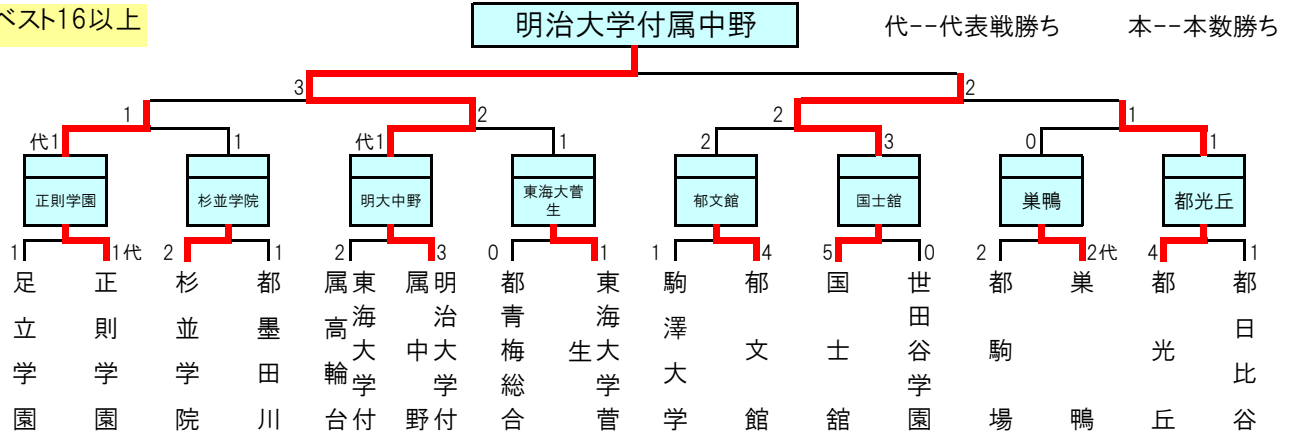 ベスト16以上
明治大学付属中野
代--代表戦勝ち
本--本数勝ち
3
2
1
2
2
1
代1
1
代1
1
2
3
0
1
正則学園
杉並学院
明大中野
東海大菅
生
郁文館
国士舘
巣鴨
都光丘
1
1代
2
1
2
3
0
1
1
4
5
0
2
2代
4
1
足立学園
正則学園
杉並学院
都墨田川
東海大学付
属高輪台
明治大学付
属中野
都青梅総合
東海大学菅
生
駒澤大学
郁文館
国士舘
世田谷学園
都駒場
巣鴨
都光丘
都日比谷